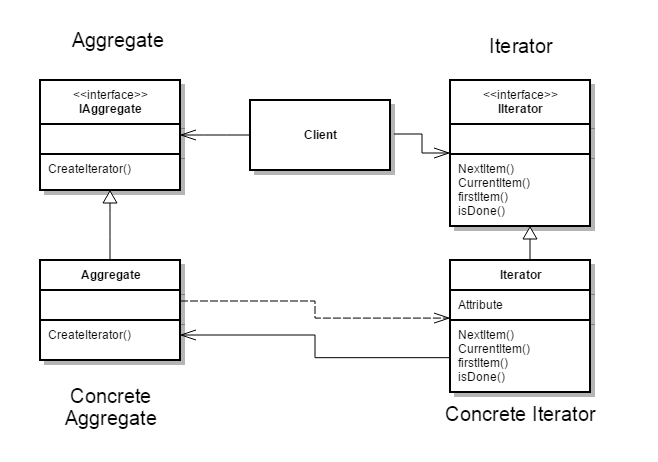 Aggregate
Iterator
<<interface>>
IAggregate
CreateIterator()
Client
<<interface>>
IIterator
NextItem()
CurrentItem()
firstItem()
isDone()
Aggregate
CreateIterator()
Iterator
Attribute
NextItem()
CurrentItem()
firstItem()
isDone()
Concrete
Aggregate
Concrete Iterator